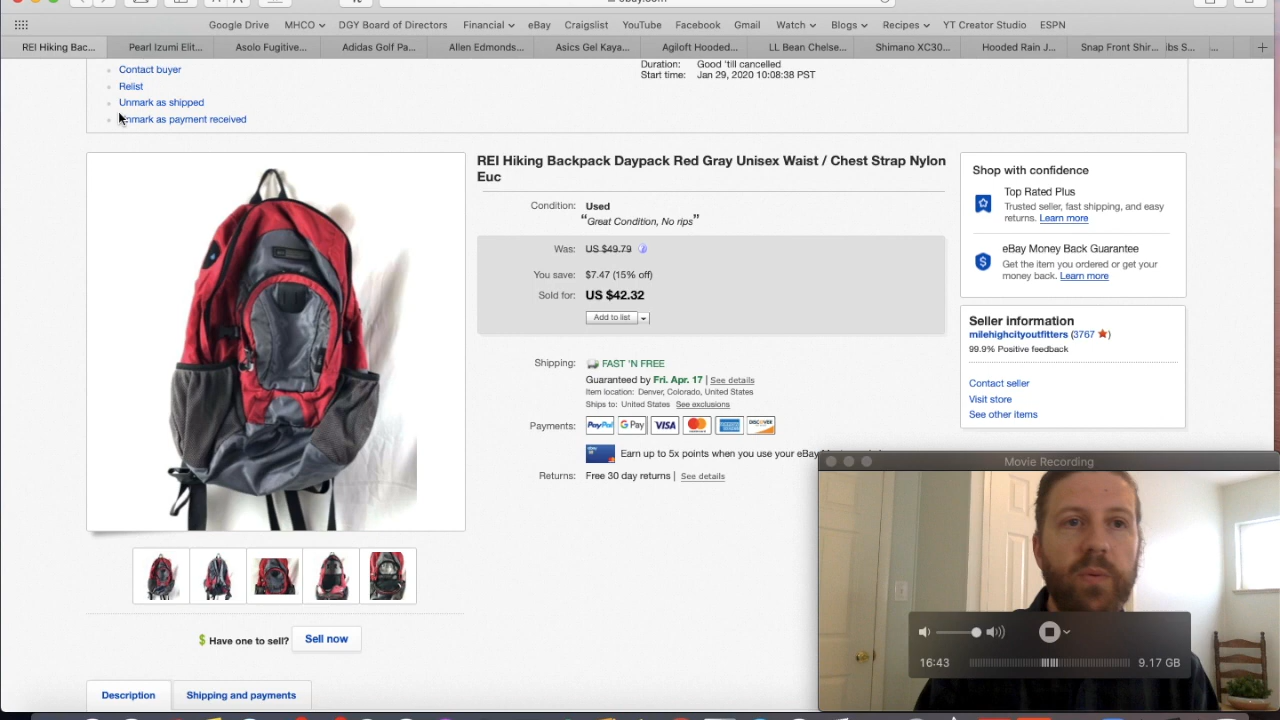 ebay.com
Google Drive MHCO DGY Board of Directors Financial eBay Craigslist YouTube Facebook Gmail Watch Blogs Recipes YT Creator Studio ESPN
REI Hiking Bac... Pearl Izumi Elit... Asolo Fugitive... Adidas Golf Pa... Allen Edmonds... Asics Gel Kaya... Agiloft Hooded... LL Bean Chelse... Shimano XC30... Hooded Rain J... Snap Front Shir... ibs S... ...
Contact buyer
Relist
Unmark as shipped
Unmark as payment received
Duration: Good 'till cancelled
Start time: Jan 29, 2020 10:08:38 PST
REI Hiking Backpack Daypack Red Gray Unisex Waist / Chest Strap Nylon
Euc
Condition: Used
“Great Condition, No rips”
Was: US $49.79
You save: $7.47 (15% off)
Sold for: US $42.32
Add to list
Shipping: FAST 'N FREE
Guaranteed by Fri. Apr. 17 | See details
Item location: Denver, Colorado, United States
Ships to: United States See exclusions
Payments: PayPal G Pay VISA MasterCard DISCOVER
Earn up to 5x points when you use your eBay
Returns: Free 30 day returns | See details
Shop with confidence
Top Rated Plus
Trusted seller, fast shipping, and easy
returns. Learn more
eBay Money Back Guarantee
Get the item you ordered or get your
money back. Learn more
Seller information
milehighcityoutfitters (3767 )
99.9% Positive feedback
Contact seller
Visit store
See other items
Have one to sell? Sell now
Description Shipping and payments
Movie Recording
16:43 9.17 GB